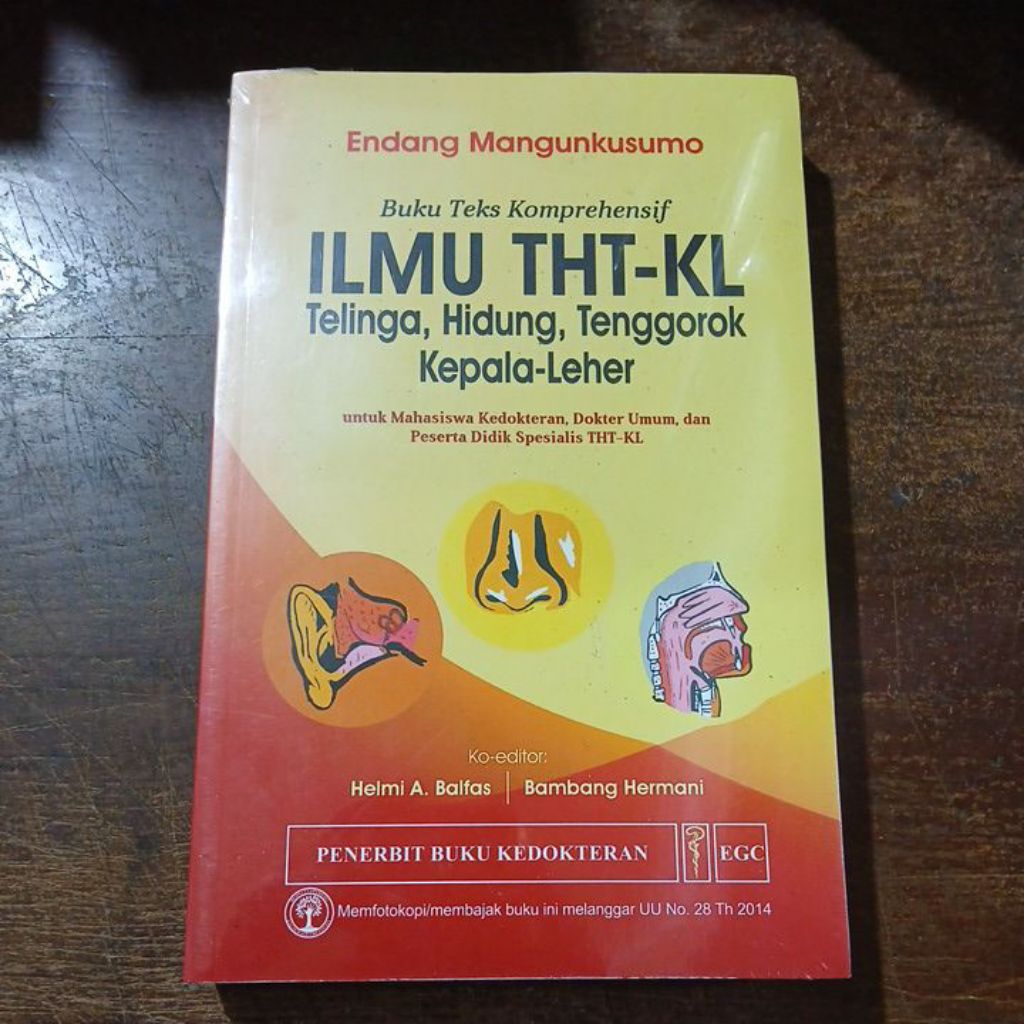 Endang Mangunkusumo
Buku Teks Komprehensif
ILMU THT-KL
Telinga, Hidung, Tenggorok
Kepala-Leher
untuk Mahasiswa Kedokteran, Dokter Umum, dan
Peserta Didik Spesialis THT-KL
Ko-editor:
Helmi A. Balfas | Bambang Hermani
PENERBIT BUKU KEDOKTERAN EGC
Memfotokopi/membajak buku ini melanggar UU No. 28 Th 2014